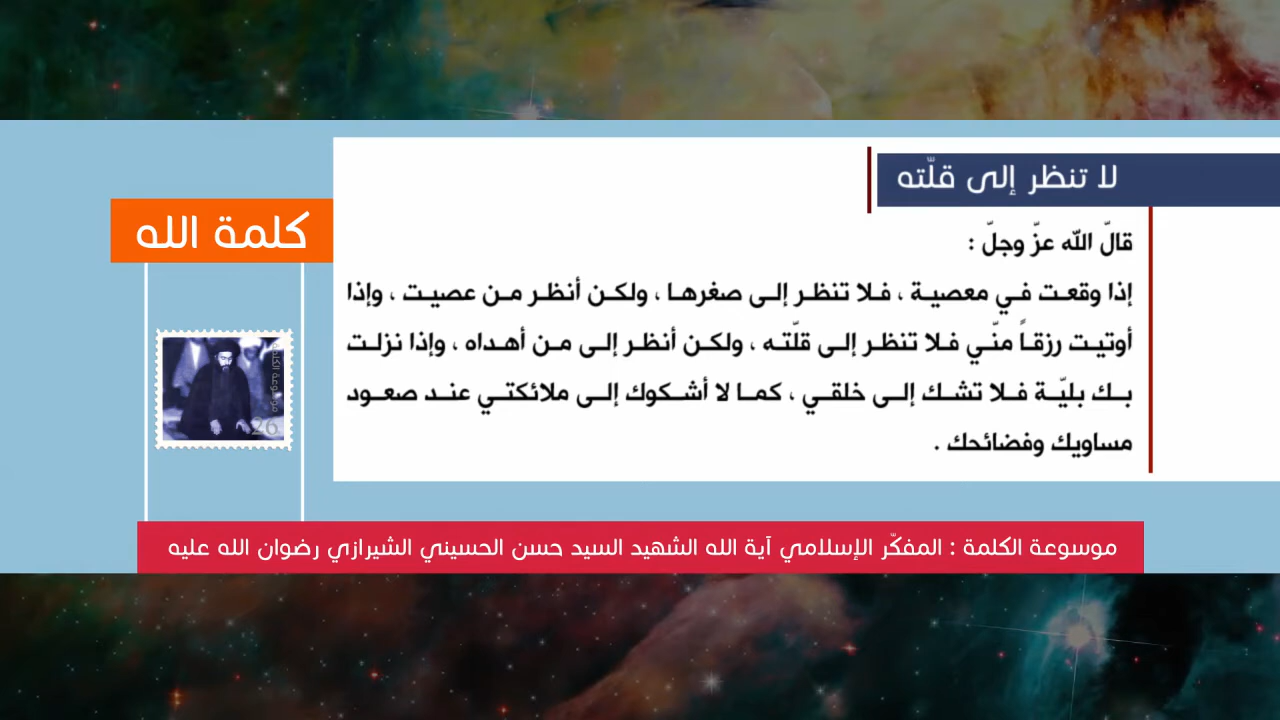 لا تنظر إلى قلّته
قالَ اللّه عزّ وجلّ :
إذا وقعت في معصية ، فلا تنظر إلى صغرها ، ولكن أنظر من عصيت ، وإذا
أوتيت رزقاً منّي فلا تنظر إلى قلّته ، ولكن أنظر إلى من أهداه ، وإذا نزلت
بك بليّة فلا تشك إلى خلقي ، كما لا أشكوك إلى ملائكتي عند صعود
مساويك وفضائحك .
كلمة الله
موسوعة الكلمة
26
موسوعة الكلمة : المفكّر الإسلامي آية الله الشهيد السيد حسن الحسيني الشيرازي رضوان الله عليه